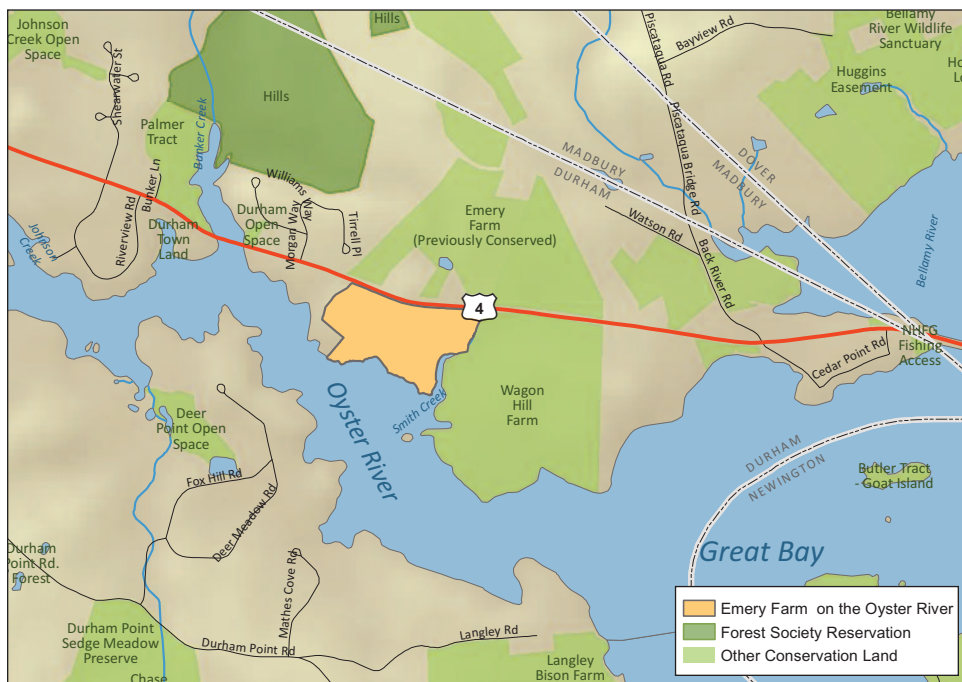 Johnson
Creek Open
Space
Shearwater St
Hills
Hills
Bunker Creek
Palmer
Tract
Bunker Ln
Riverview Rd
Johnson
Creek
Durham
Town
Land
Durham
Open
Space
Williams Way
Morgan Way
Tirrell Pl
Emery
Farm
(Previously Conserved)
4
Piscataqua Rd
Bayview Rd
Bellamy
River Wildlife
Sanctuary
Huggins
Easement
Ho
Le
Piscataqua Bridge Rd
MADBURY
DURHAM
DOVER
MADBURY
Watson Rd
Back River Rd
Bellamy River
NHFG
Fishing
Access
Cedar Point Rd
Oyster River
Smith Creek
Wagon
Hill
Farm
Deer
Point Open
Space
Fox Hill Rd
Deer Meadow Rd
DURHAM
NEWINGTON
Butler Tract
- Goat Island
Great Bay
Durham
Point Rd.
Forest
Mathes Cove Rd
Durham Point
Sedge Meadow
Preserve
Chase
Durham Point Rd
Langley Rd
Langley
Bison Farm
Emery Farm on the Oyster River
Forest Society Reservation
Other Conservation Land